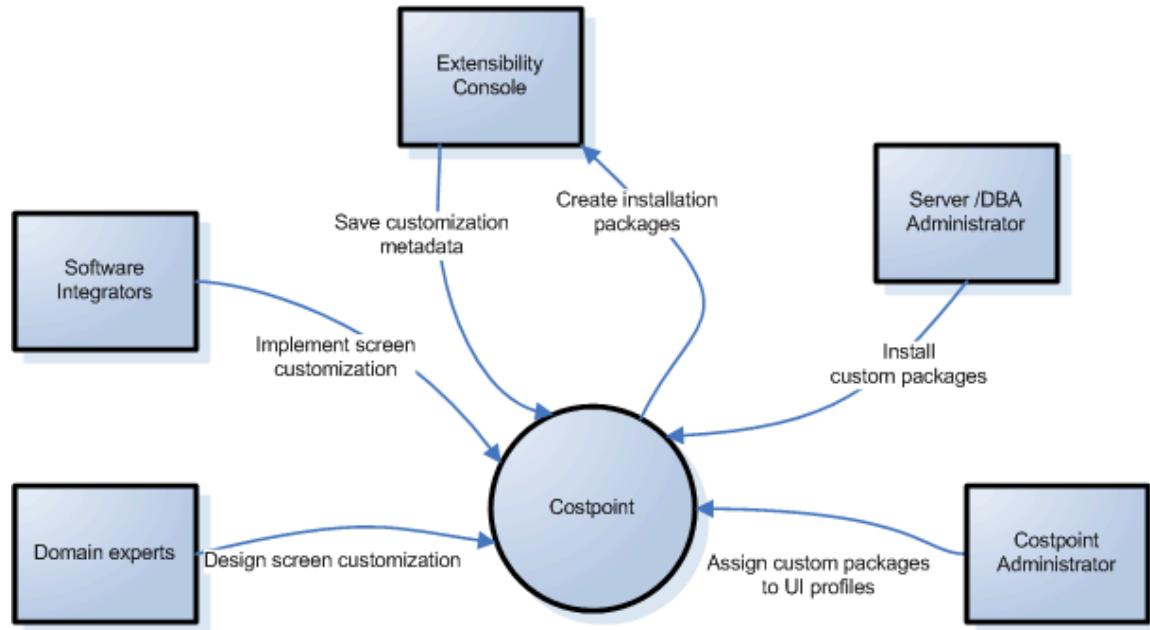 Extensibility
Console
Server /DBA
Administrator
Create installation
packages
Save customization
metadata
Software
Integrators
Implement screen
customization
Install
custom packages
Costpoint
Domain experts
Design screen customization
Assign custom packages
to UI profiles
Costpoint
Administrator